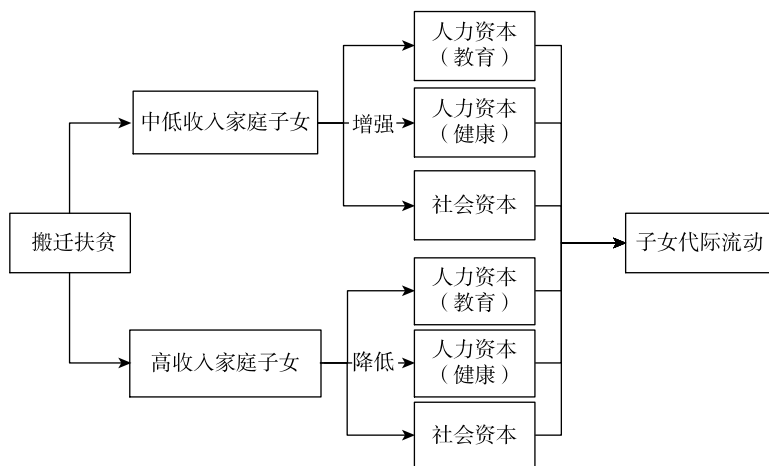 搬迁扶贫
中低收入家庭子女
增强
人力资本
（教育）
人力资本
（健康）
社会资本
高收入家庭子女
降低
人力资本
（教育）
人力资本
（健康）
社会资本
子女代际流动